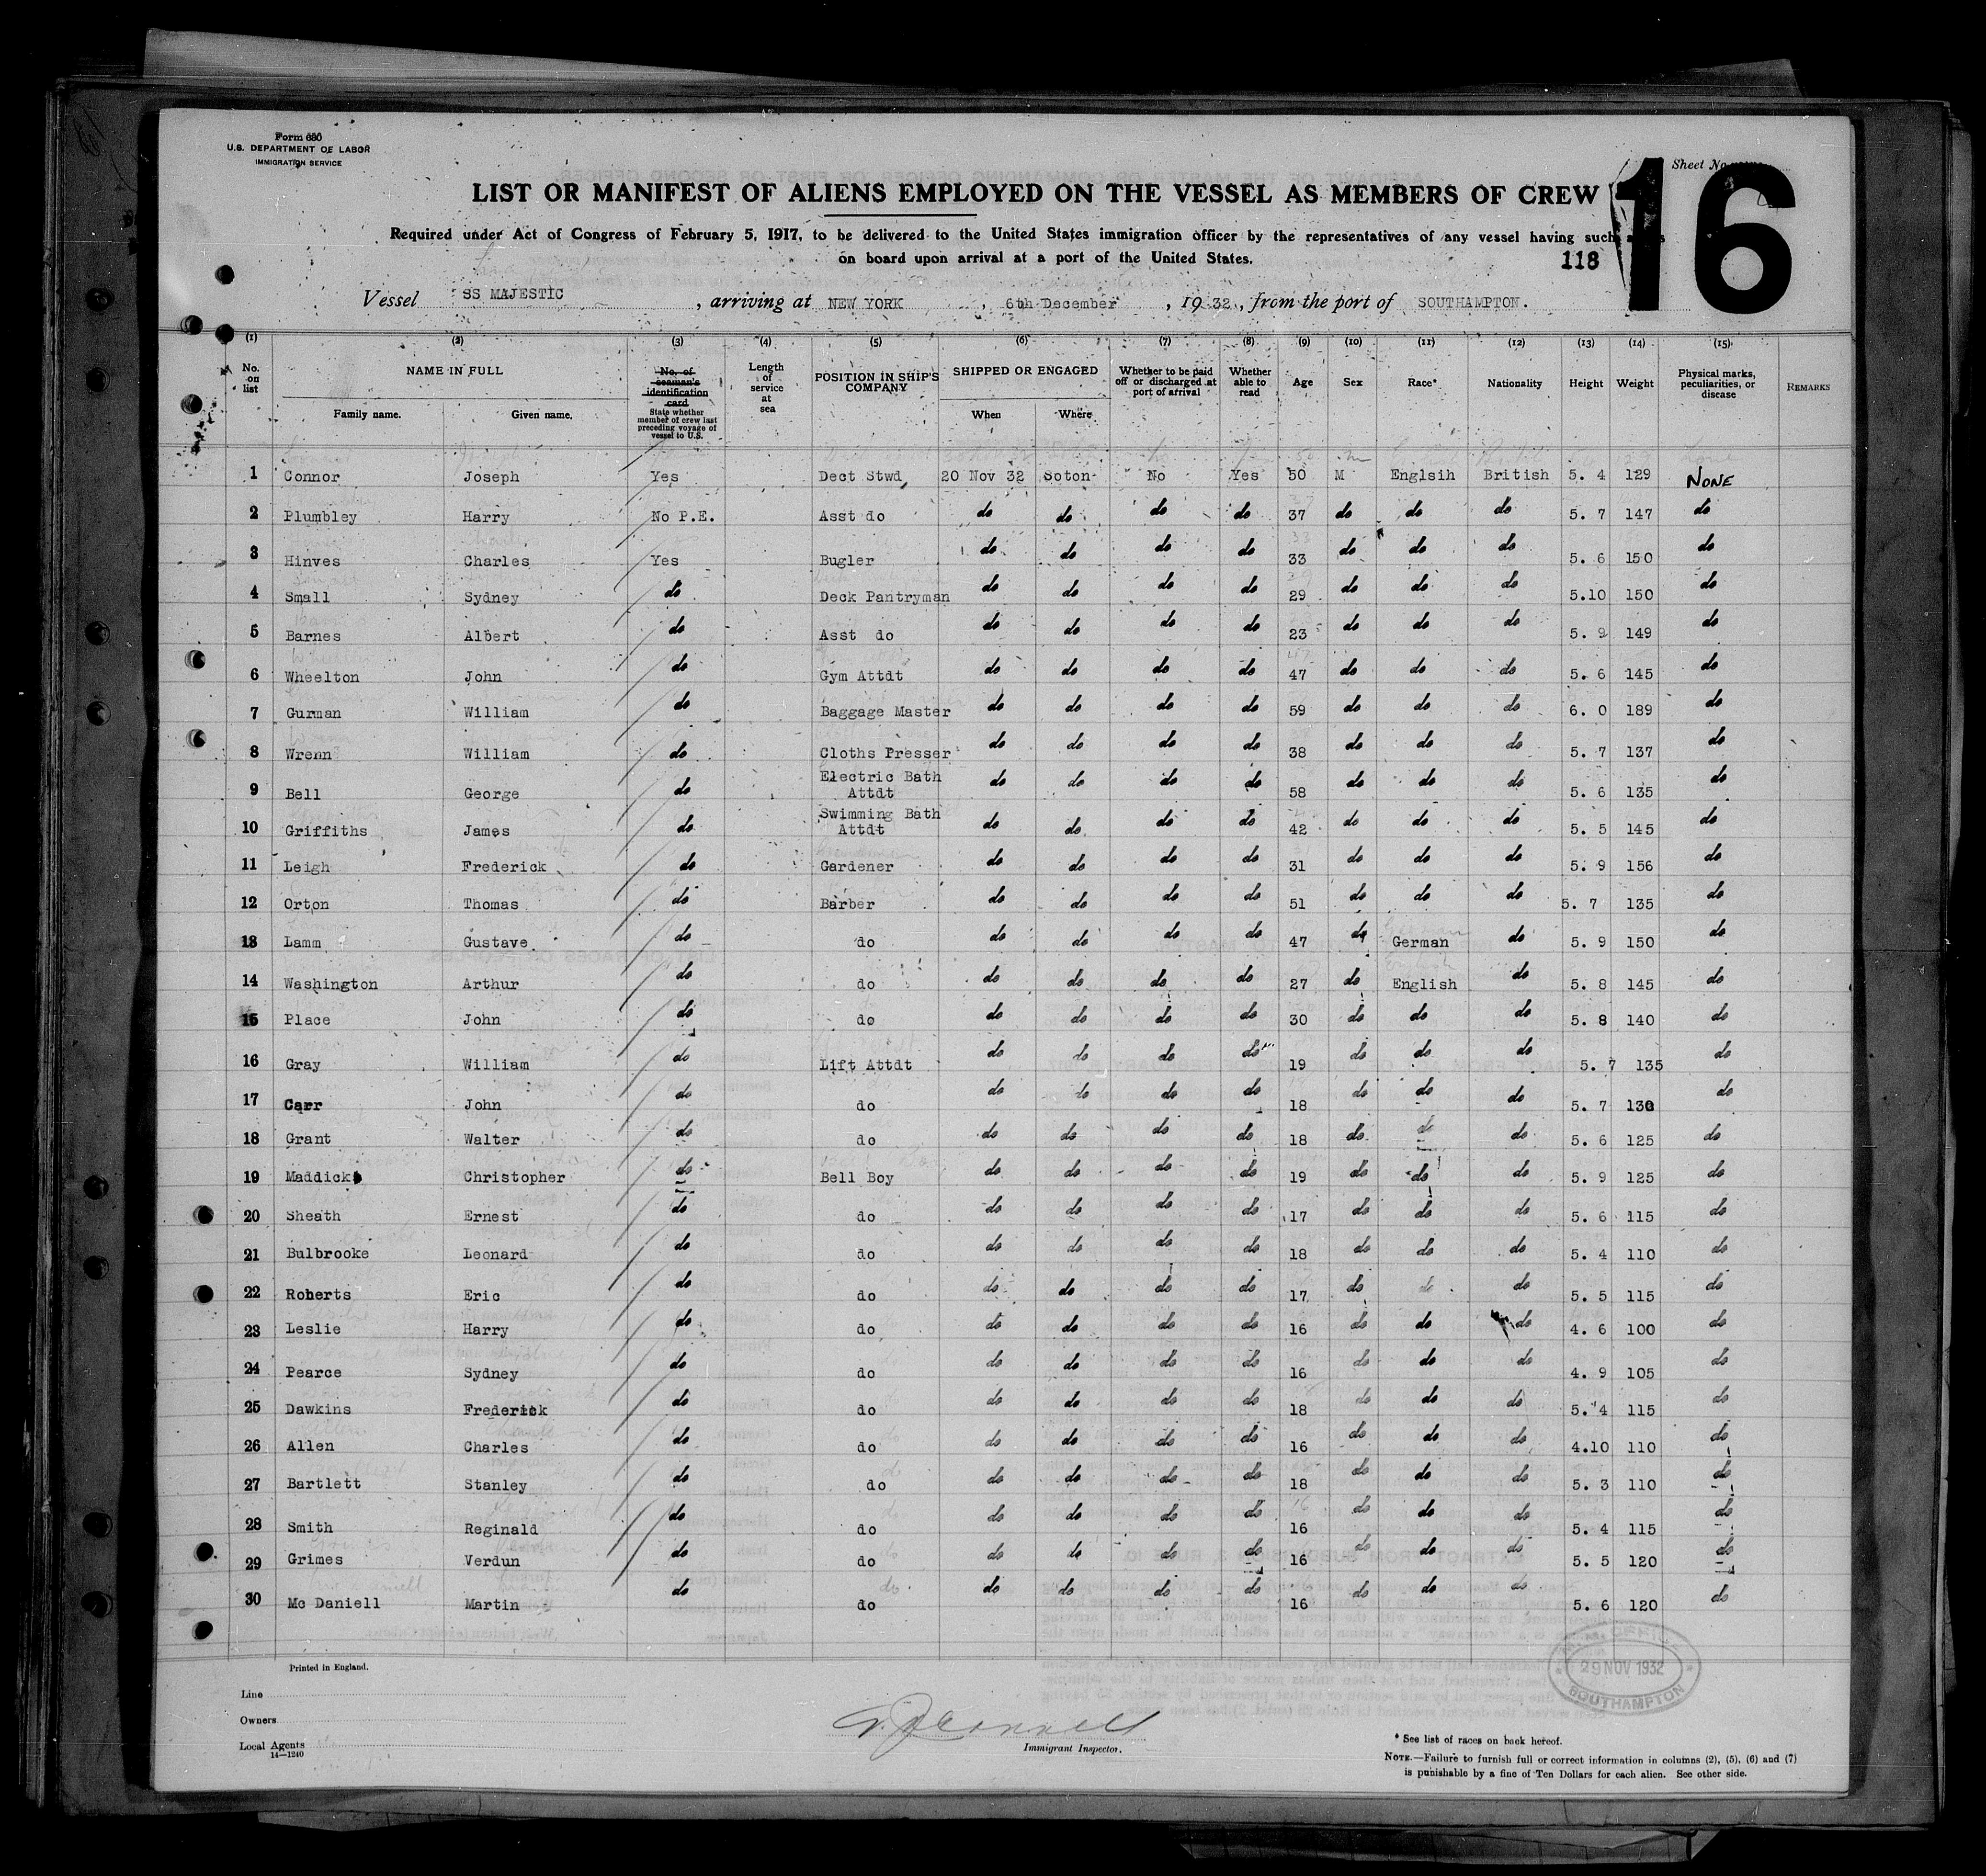 Form 680
U.S. DEPARTMENT OF LABOR
IMMIGRATION SERVICE
Sheet No.
16
LIST OR MANIFEST OF ALIENS EMPLOYED ON THE VESSEL AS MEMBERS OF CREW
Required under Act of Congress of February 5, 1917, to be delivered to the United States immigration officer by the representatives of any vessel having such
on board upon arrival at a port of the United States.
118
Vessel SS MAJESTIC, arriving at NEW YORK, 6th December, 1932, from the port of SOUTHAMPTON.
(1) (2) (3) (4) (5) (6) (7) (8) (9) (10) (11) (12) (13) (14) (15)
No. on list NAME IN FULL Family name. Given name. No. of seaman's identification card State whether member of crew last preceding voyage of vessel to U.S. Length of service at sea POSITION IN SHIP'S COMPANY SHIPPED OR ENGAGED When Where Whether to be paid off or discharged at port of arrival Whether able to read Age Sex Race* Nationality Height Weight Physical marks, peculiarities, or disease REMARKS
1 Connor Joseph Yes Dect Stwd 20 Nov 32 Soton No Yes 50 M Englsih British 5. 4 129 NONE
2 Plumbley Harry No P.E. Asst do do do do do 37 do do do 5. 7 147 do
3 Hinves Charles Yes Bugler do do do do 33 do do do 5. 6 150 do
4 Small Sydney do Deck Pantryman do do do do 29 do do do 5.10 150 do
5 Barnes Albert do Asst do do do do do 23 do do do 5. 9 149 do
6 Wheelton John do Gym Attdt do do do do 47 do do do 5. 6 145 do
7 Gurman William do Baggage Master do do do do 59 do do do 6. 0 189 do
8 Wrenn William do Cloths Presser do do do do 38 do do do 5. 7 137 do
9 Bell George do Electric Bath Attdt do do do do 58 do do do 5. 6 135 do
10 Griffiths James do Swimming Bath Attdt do do do do 42 do do do 5. 5 145 do
11 Leigh Frederick do Gardener do do do do 31 do do do 5. 9 156 do
12 Orton Thomas do Barber do do do do 51 do do do 5. 7 135 do
13 Lamm Gustave do do do do do do 47 do German do 5. 9 150 do
14 Washington Arthur do do do do do do 27 do English do 5. 8 145 do
15 Place John do do do do do do 30 do do do 5. 8 140 do
16 Gray William do Lift Attdt do do do do 19 do do do 5. 7 135 do
17 Carr John do do do do do do 18 do do do 5. 7 130 do
18 Grant Walter do do do do do do 18 do do do 5. 6 125 do
19 Maddick Christopher do Bell Boy do do do do 19 do do do 5. 9 125 do
20 Sheath Ernest do do do do do do 17 do do do 5. 6 115 do
21 Bulbrooke Leonard do do do do do do 18 do do do 5. 4 110 do
22 Roberts Eric do do do do do do 17 do do do 5. 5 115 do
23 Leslie Harry do do do do do do 16 do do do 4. 6 100 do
24 Pearce Sydney do do do do do do 16 do do do 4. 9 105 do
25 Dawkins Frederick do do do do do do 18 do do do 5. 4 115 do
26 Allen Charles do do do do do do 16 do do do 4.10 110 do
27 Bartlett Stanley do do do do do do 18 do do do 5. 3 110 do
28 Smith Reginald do do do do do do 16 do do do 5. 4 115 do
29 Grimes Verdun do do do do do do 16 do do do 5. 5 120 do
30 Mc Daniell Martin do do do do do do 16 do do do 5. 6 120 do
Printed in England.
Line
Owners
Local Agents
14—1240
Immigrant Inspector.
OFFICE
29 NOV 1932
SOUTHAMPTON
* See list of races on back hereof.
NOTE.—Failure to furnish full or correct information in columns (2), (5), (6) and (7)
is punishable by a fine of Ten Dollars for each alien. See other side.